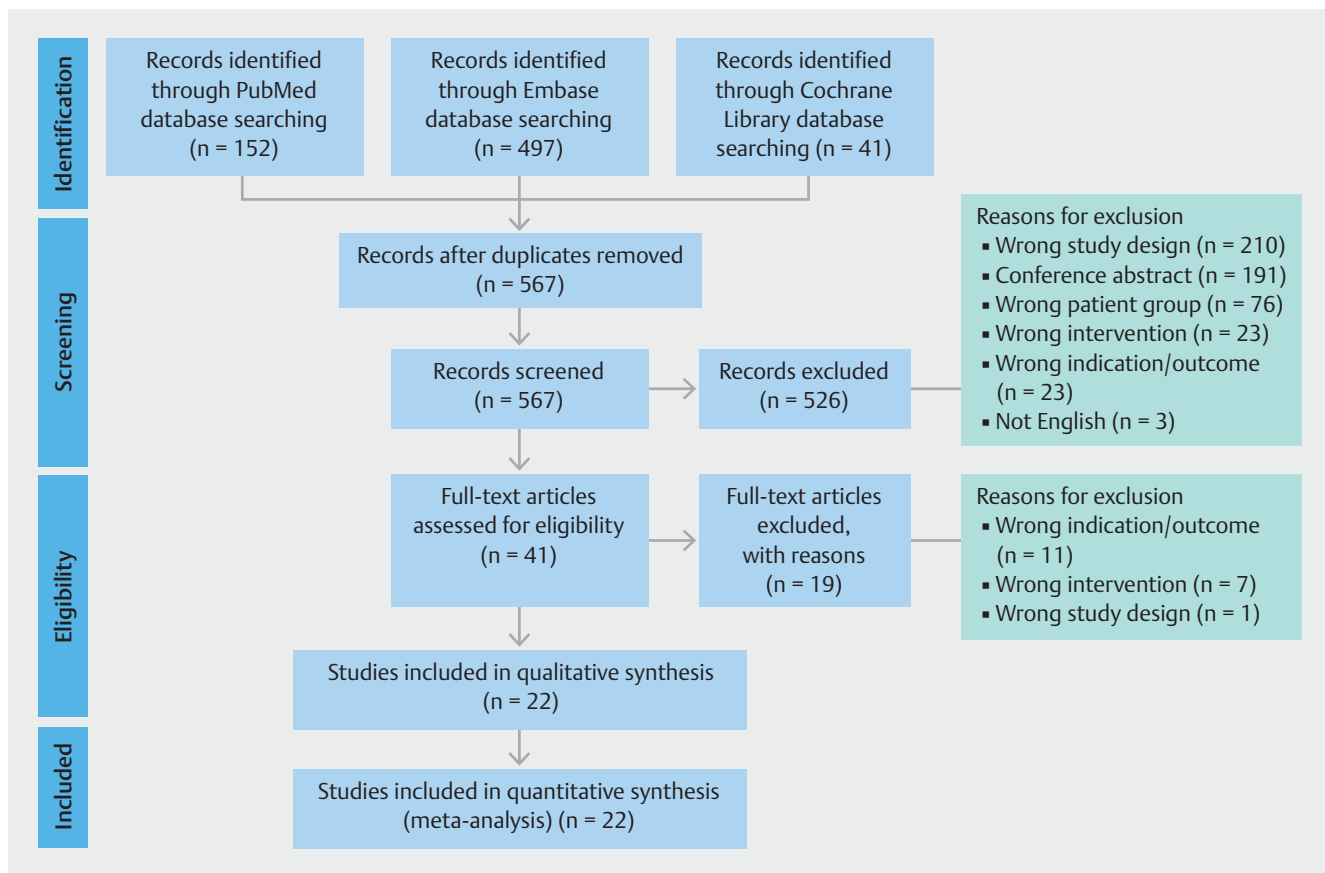 Identification
Records identified
through PubMed
database searching
(n = 152)
Records identified
through Embase
database searching
(n = 497)
Records identified
through Cochrane
Library database
searching (n = 41)
Screening
Records after duplicates removed
(n = 567)
Records screened
(n = 567)
Records excluded
(n = 526)
Reasons for exclusion
▪ Wrong study design (n = 210)
▪ Conference abstract (n = 191)
▪ Wrong patient group (n = 76)
▪ Wrong intervention (n = 23)
▪ Wrong indication/outcome
(n = 23)
▪ Not English (n = 3)
Eligibility
Full-text articles
assessed for eligibility
(n = 41)
Full-text articles
excluded,
with reasons
(n = 19)
Reasons for exclusion
▪ Wrong indication/outcome
(n = 11)
▪ Wrong intervention (n = 7)
▪ Wrong study design (n = 1)
Studies included in qualitative synthesis
(n = 22)
Included
Studies included in quantitative synthesis
(meta-analysis) (n = 22)